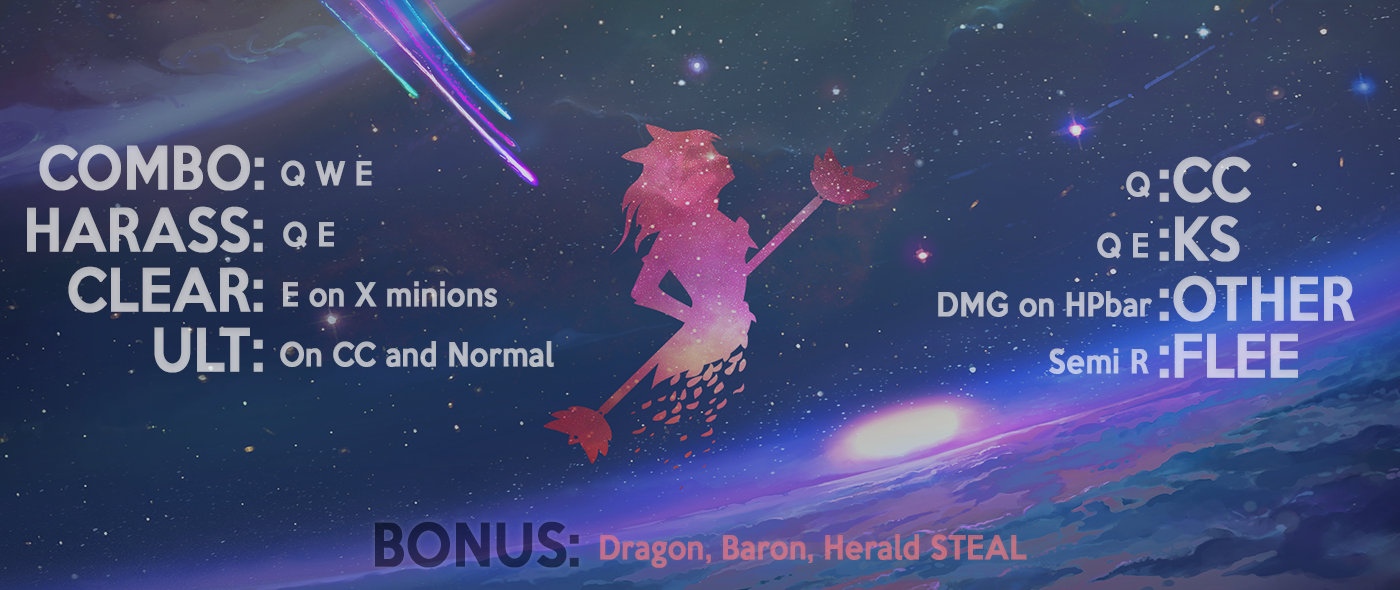 COMBO: Q W E
HARASS: Q E
CLEAR: E on X minions
ULT: On CC and Normal
Q :CC
Q E :KS
DMG on HPbar :OTHER
Semi R :FLEE
BONUS: Dragon, Baron, Herald STEAL